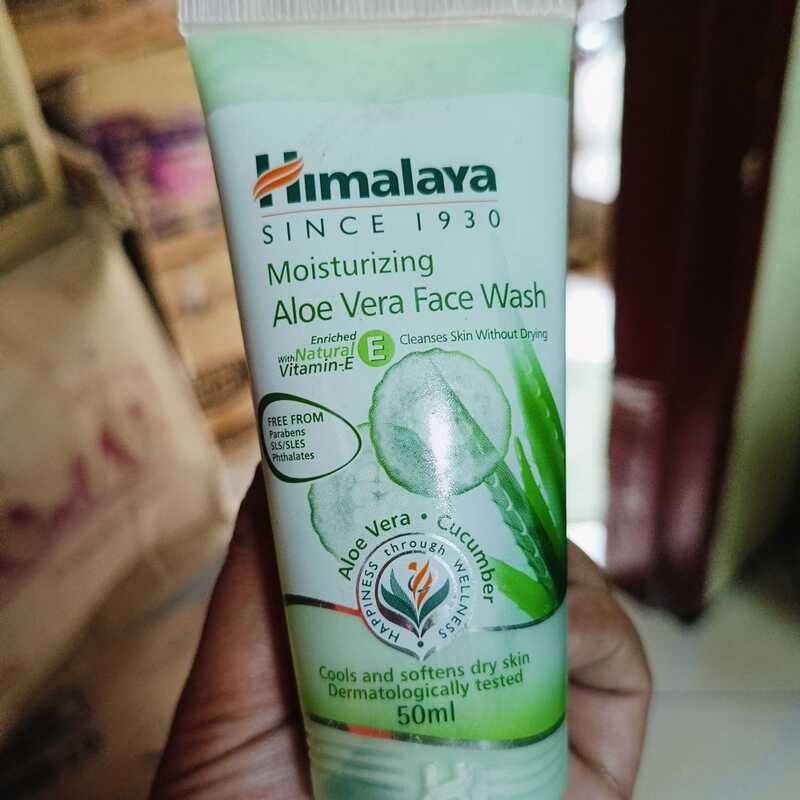 Himalaya
SINCE 1930
Moisturizing
Aloe Vera Face Wash
Enriched
With Natural
Vitamin-E
E
Cleanses Skin Without Drying
FREE FROM
Parabens
SLS/SLES
Phthalates
Aloe Vera • Cucumber
HAPPINESS through WELLNESS
Cools and softens dry skin
Dermatologically tested
50ml